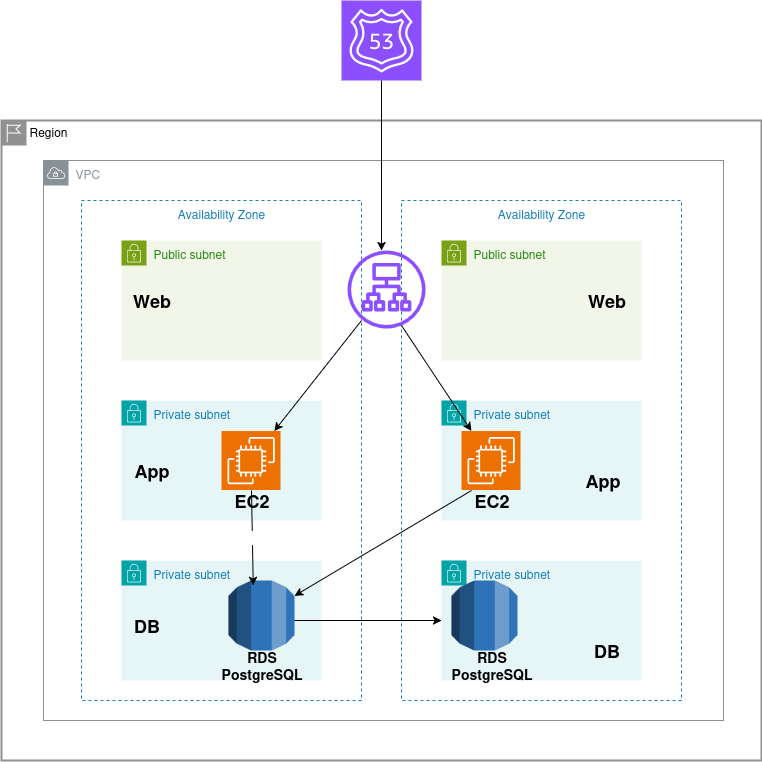 53
Region
VPC
Availability Zone
Availability Zone
Public subnet
Public subnet
Web
Web
Private subnet
Private subnet
App
App
EC2
EC2
Private subnet
Private subnet
DB
DB
RDS
PostgreSQL
RDS
PostgreSQL